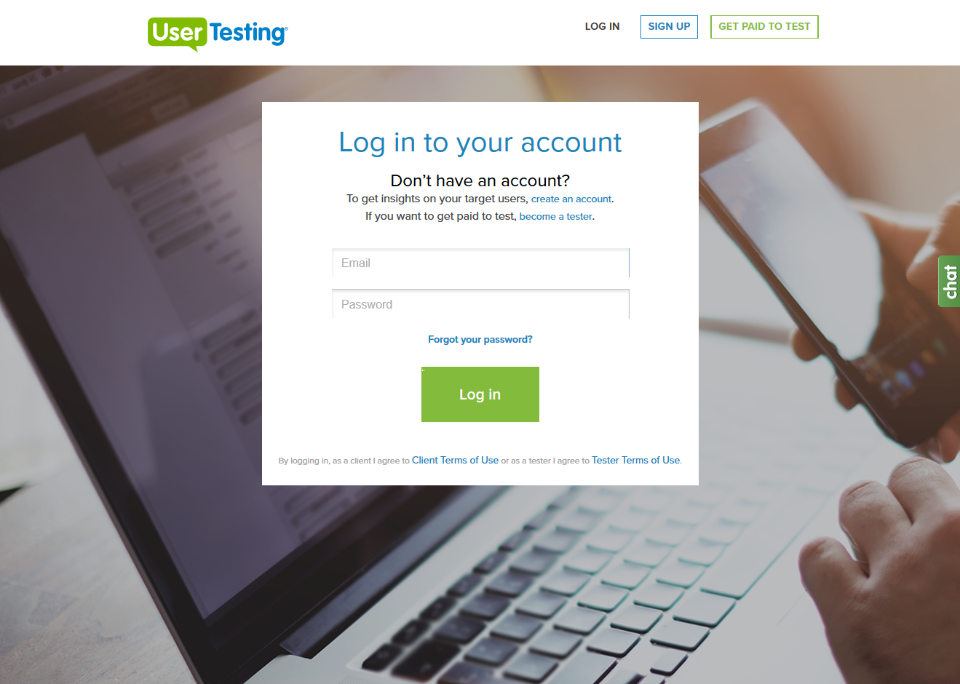 User Testing®
LOG IN
SIGN UP
GET PAID TO TEST
Log in to your account
Don't have an account?
To get insights on your target users, create an account.
If you want to get paid to test, become a tester.
Email
Password
Forgot your password?
Log in
By logging in, as a client I agree to Client Terms of Use or as a tester I agree to Tester Terms of Use.
chat